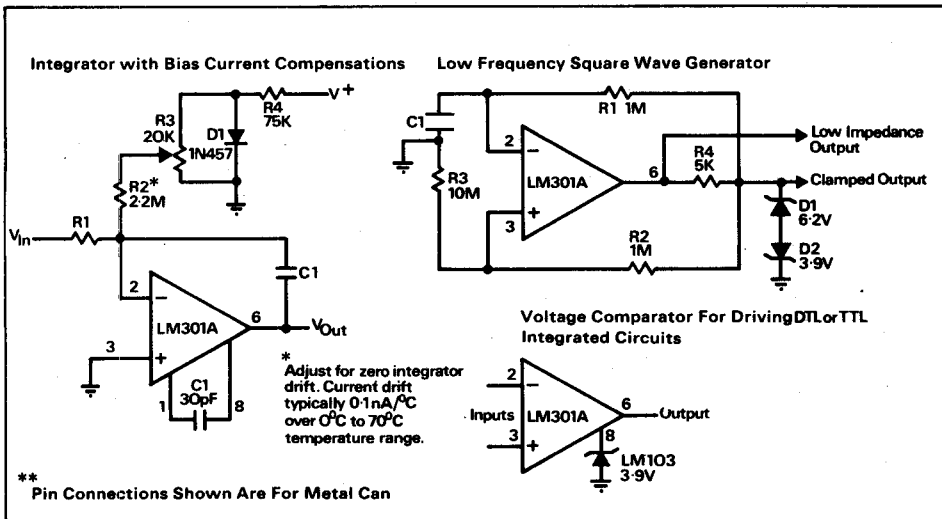 Integrator with Bias Current Compensations
V+
R4
75K
R3
20K
D1
1N457
R2*
2.2M
VIn
R1
C1
2
−
LM301A
6
VOut
3
+
C1
30pF
1
8
*
Adjust for zero integrator
drift. Current drift
typically 0·1nA/°C
over 0°C to 70°C
temperature range.
**
Pin Connections Shown Are For Metal Can
Low Frequency Square Wave Generator
R1 1M
C1
2
−
LM301A
6
R4
5K
Low Impedance
Output
Clamped Output
R3
10M
+
3
R2
1M
D1
6·2V
D2
3.9V
Voltage Comparator For Driving DTL or TTL
Integrated Circuits
2
−
Inputs
LM301A
6
Output
3
+
8
LM103
3·9V